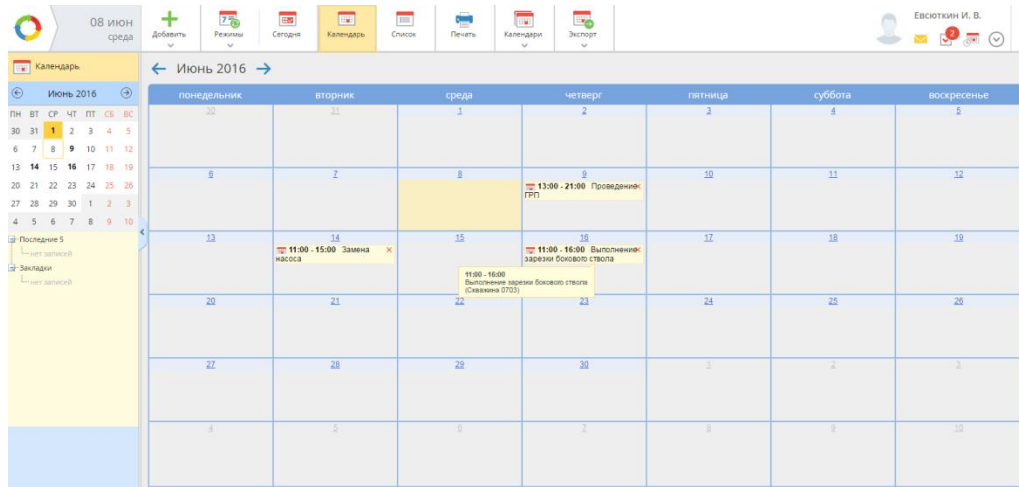 08 июн
среда
Добавить
Режимы
Сегодня
Календарь
Список
Печать
Календари
Экспорт
Евсюткин И. В.
2
Календарь
Июнь 2016
ПН ВТ СР ЧТ ПТ СБ ВС
30 31 1 2 3 4 5
6 7 8 9 10 11 12
13 14 15 16 17 18 19
20 21 22 23 24 25 26
27 28 29 30 1 2 3
4 5 6 7 8 9 10
Последние 5
нет записей
Закладки
нет записей
Июнь 2016
понедельник вторник среда четверг пятница суббота воскресенье
30 31 1 2 3 4 5
6 7 8 9 10 11 12
13:00 - 21:00 Проведение
ГРП
13 14 15 16 17 18 19
11:00 - 15:00 Замена
насоса
11:00 - 16:00 Выполнение
зарезки бокового ствола
11:00 - 16:00
Выполнение зарезки бокового ствола
(Скважина 0703)
20 21 22 23 24 25 26
27 28 29 30 1 2 3
4 5 6 7 8 9 10